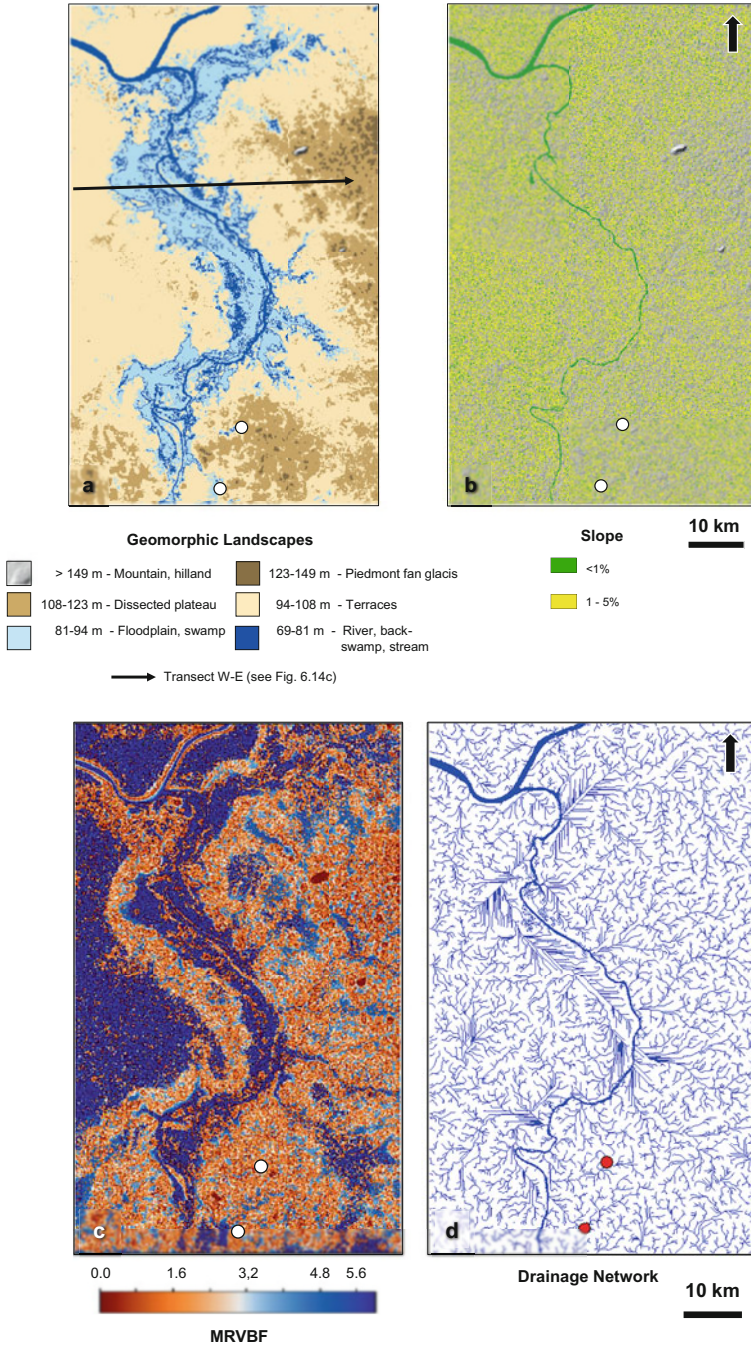 a
b
10 km
Geomorphic Landscapes
> 149 m - Mountain, hilland
123-149 m - Piedmont fan glacis
108-123 m - Dissected plateau
94-108 m - Terraces
81-94 m - Floodplain, swamp
69-81 m - River, back-
swamp, stream
Transect W-E (see Fig. 6.14c)
Slope
<1%
1 - 5%
c
d
0.0 1.6 3,2 4.8 5.6
MRVBF
Drainage Network
10 km